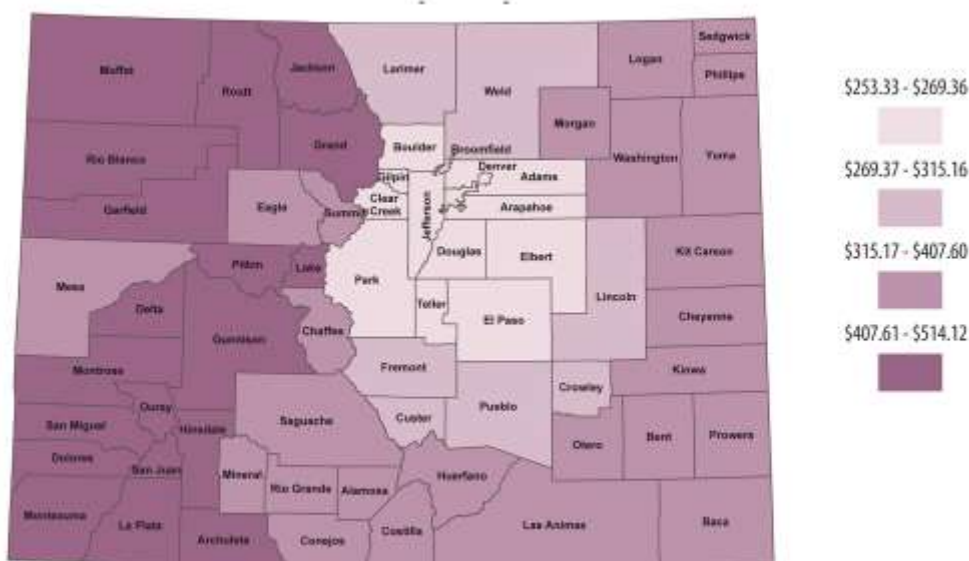 Moffat
Routt
Jackson
Larimer
Weld
Logan
Sedgwick
Phillips
Morgan
Rio Blanco
Grand
Boulder
Broomfield
Gilpin
Denver
Adams
Washington
Yuma
Garfield
Eagle
Summit
Clear
Creek
Jefferson
Arapahoe
Douglas
Elbert
Kit Carson
Mesa
Pitkin
Lake
Park
Lincoln
Delta
Gunnison
Chaffee
Teller
El Paso
Cheyenne
Montrose
Fremont
Crowley
Kiowa
Ouray
San Miguel
Hinsdale
Saguache
Custer
Pueblo
Otero
Bent
Prowers
Dolores
San Juan
Mineral
Rio Grande
Alamosa
Huerfano
Montezuma
La Plata
Archuleta
Conejos
Costilla
Las Animas
Baca
$253.33 - $269.36
$269.37 - $315.16
$315.17 - $407.60
$407.61 - $514.12